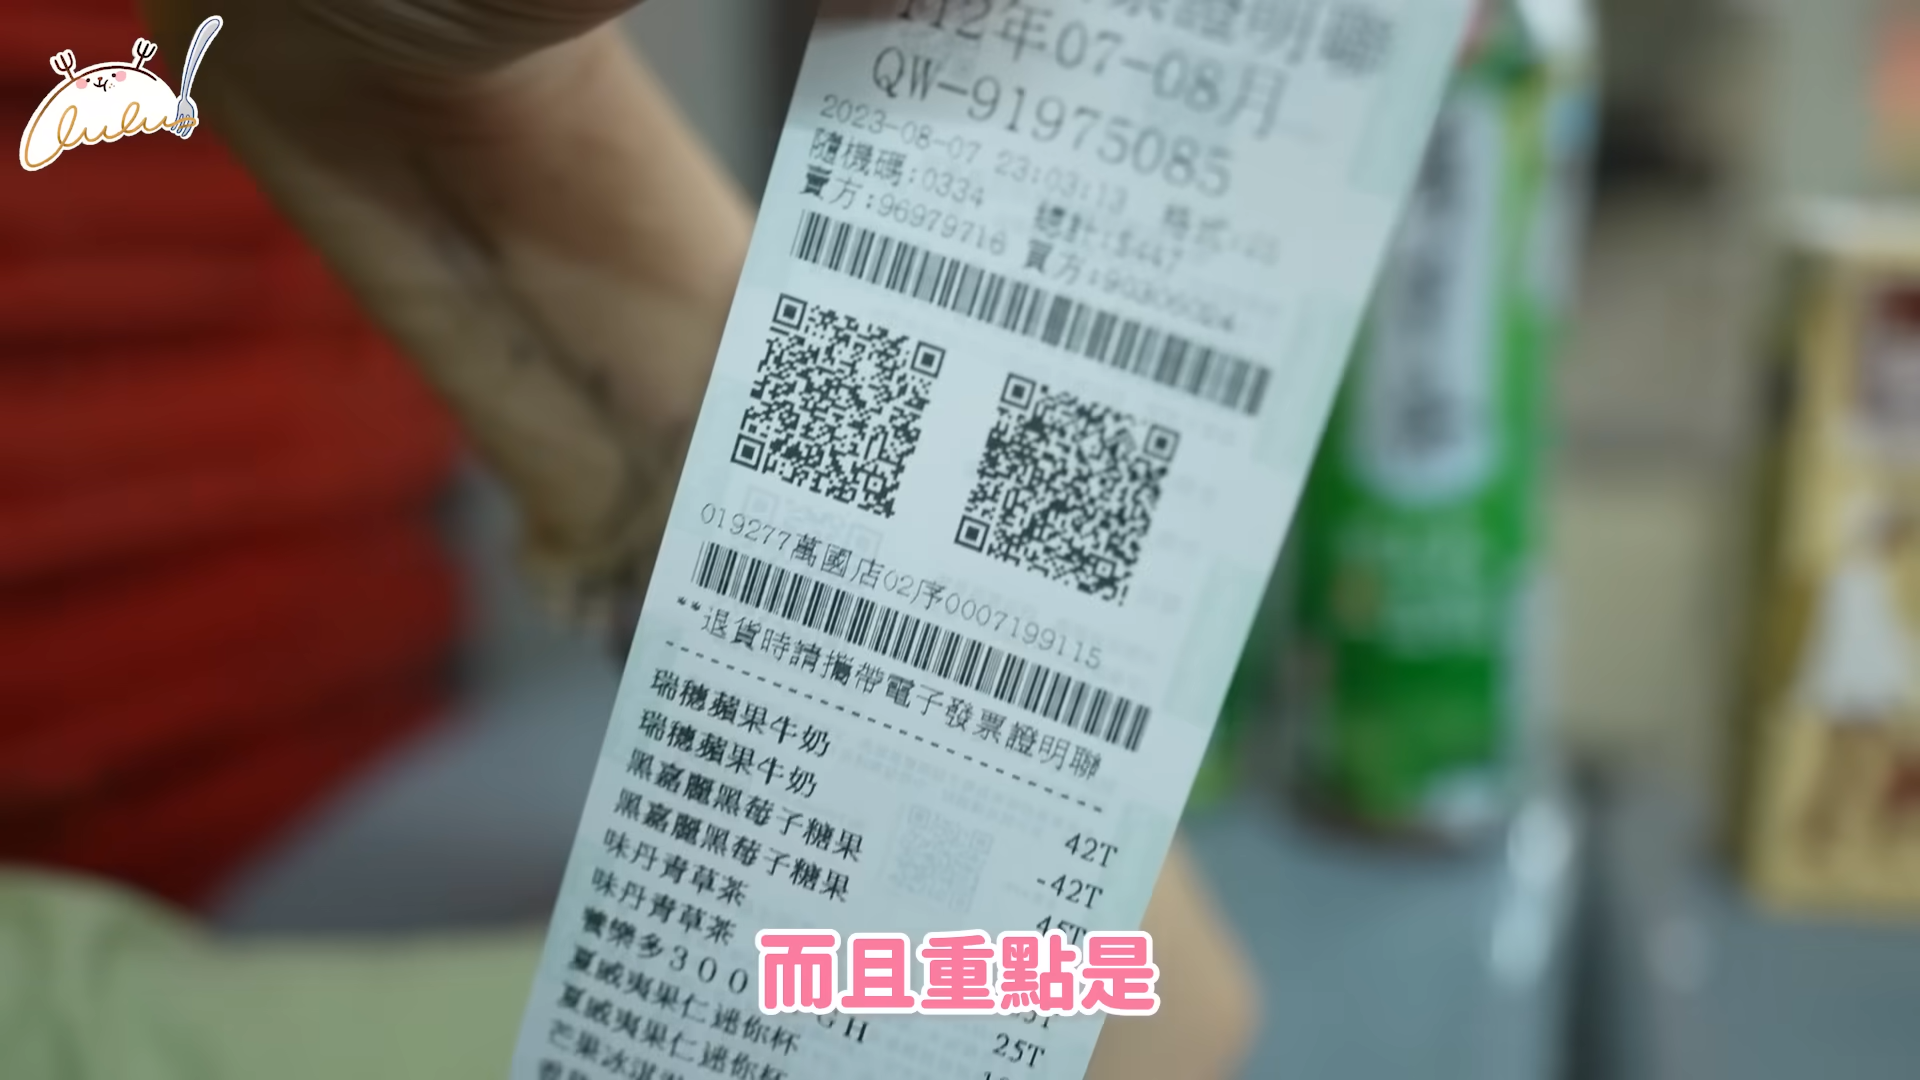 lulu
112年07-08月
QW-91975085
2023-08-07 23:03:13
隨機碼:0334 總計:$447
賣方:96979716
019277萬國店02序0007199115
**退貨時請攜帶電子發票證明聯
瑞穗蘋果牛奶 42T
瑞穗蘋果牛奶 -42T
黑嘉麗黑莓子糖果 45T
黑嘉麗黑莓子糖果
味丹青草茶
味丹青草茶 25T
養樂多300
夏威夷果仁迷你杯
夏威夷果仁迷你杯
而且重點是